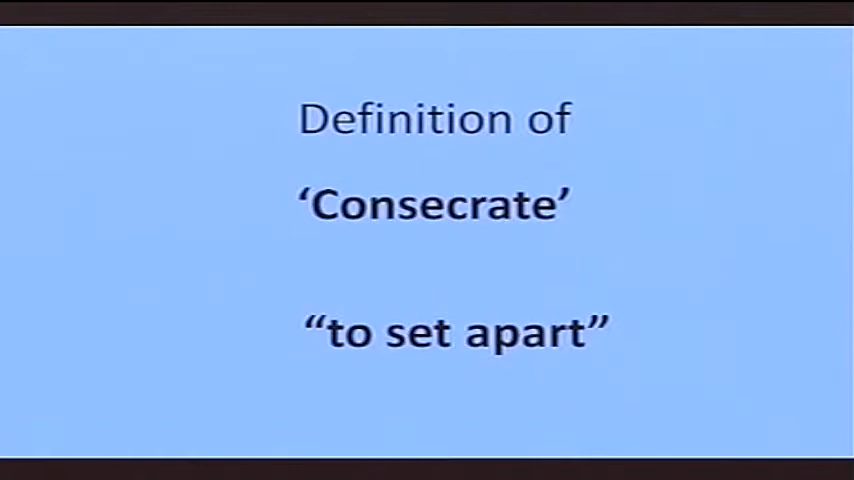 Definition of
‘Consecrate’
“to set apart”